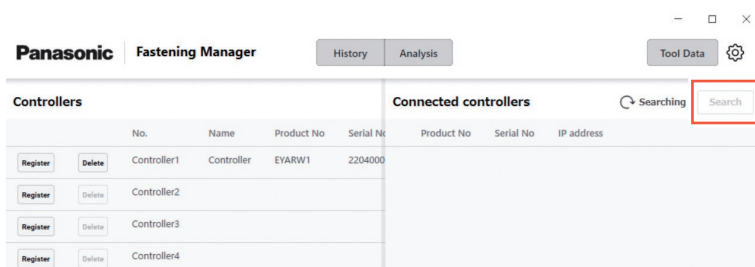 Panasonic Fastening Manager History Analysis Tool Data
Controllers Connected controllers Searching Search
No. Name Product No Serial No Product No Serial No IP address
Register Delete Controller1 Controller EYARW1 2204000
Register Delete Controller2
Register Delete Controller3
Register Delete Controller4